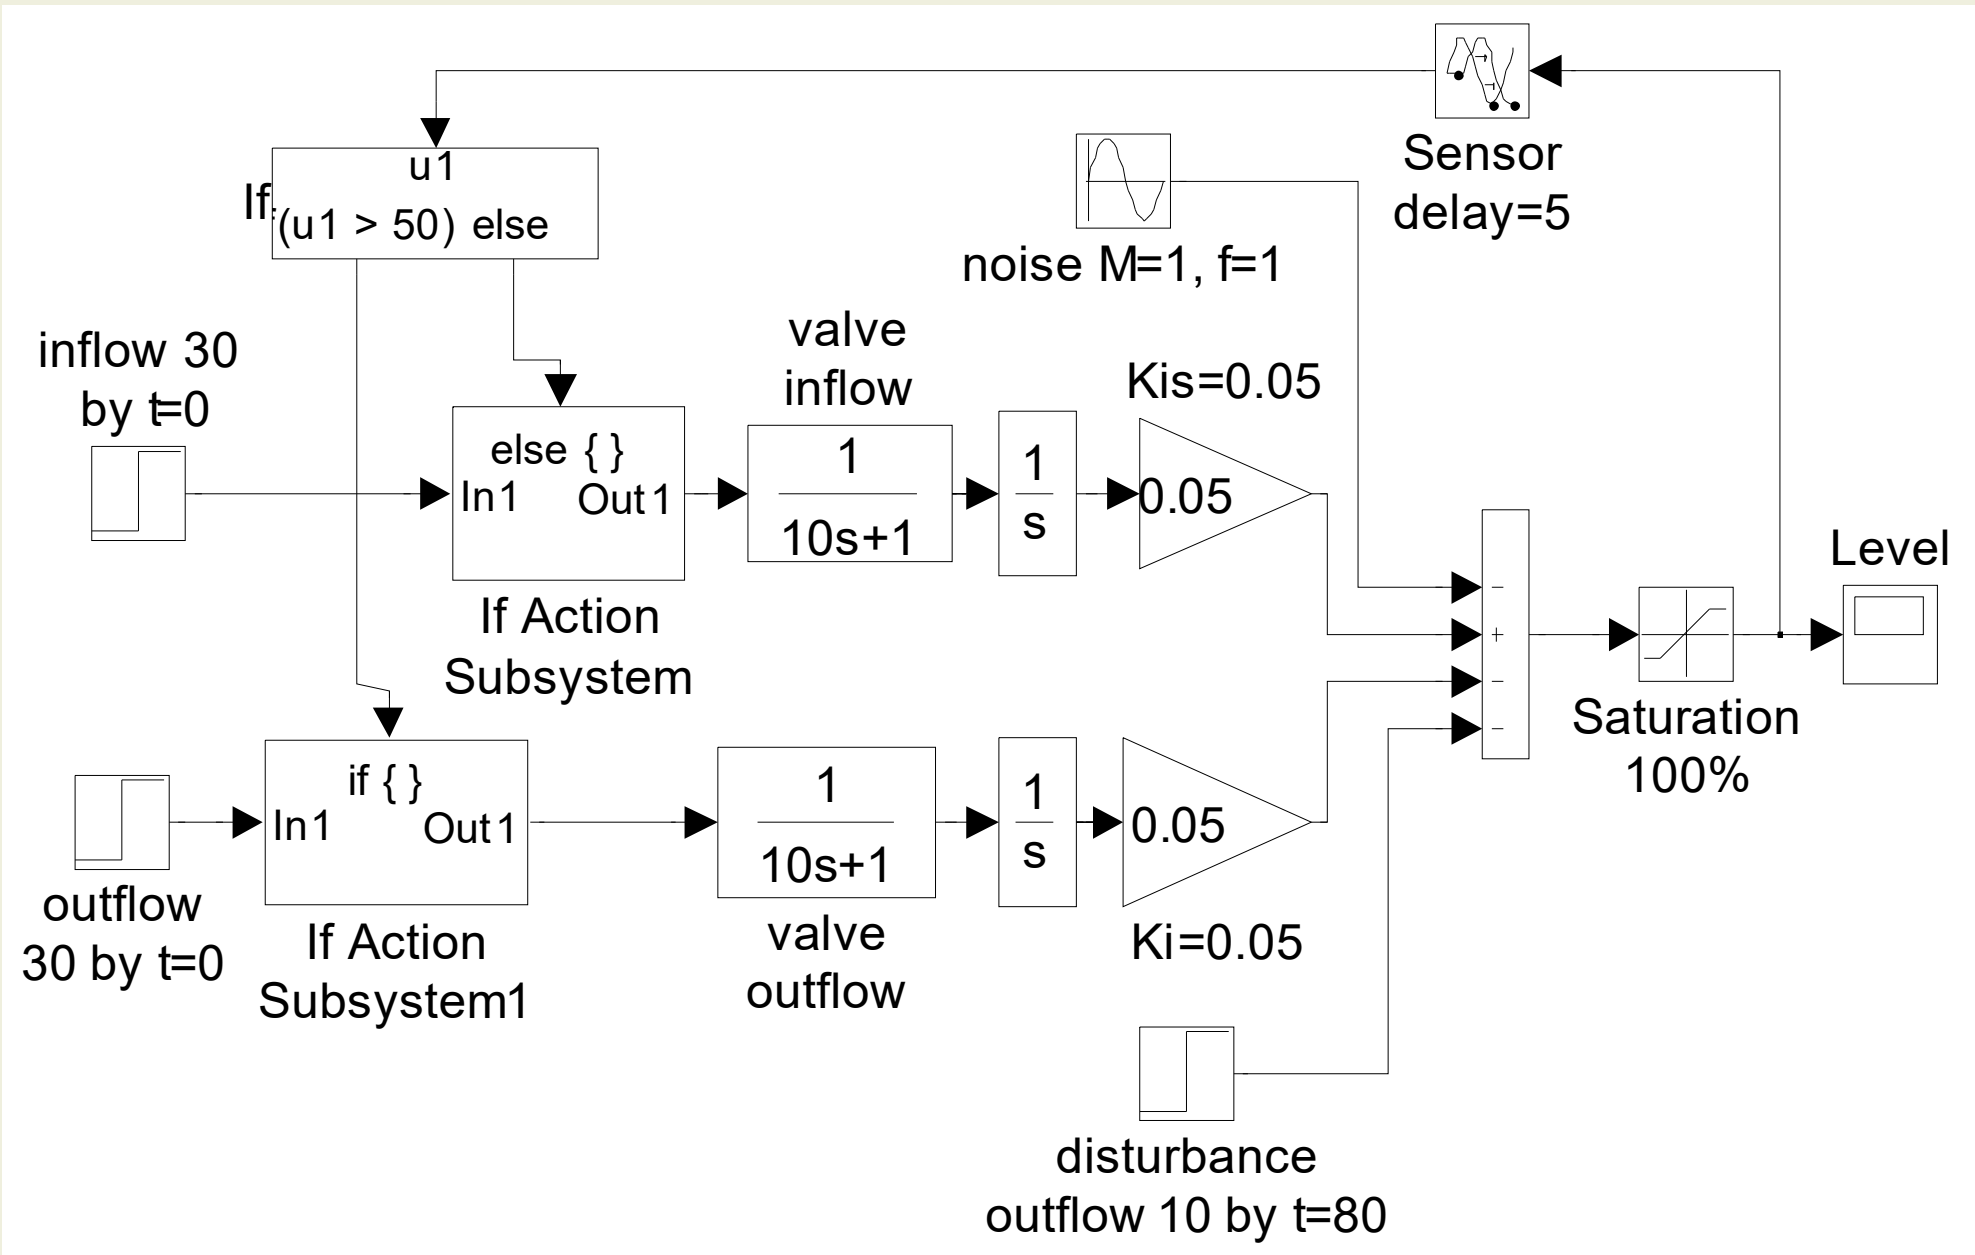 Sensor
delay=5
u1
If
(u1 > 50) else
noise M=1, f=1
inflow 30
by t=0
valve
inflow
Kis=0.05
else { }
In1 Out1
1
10s+1
1
s
0.05
If Action
Subsystem
−
+
−
−
Level
Saturation
100%
if { }
In1 Out1
1
10s+1
1
s
0.05
outflow
30 by t=0
If Action
Subsystem1
valve
outflow
Ki=0.05
disturbance
outflow 10 by t=80